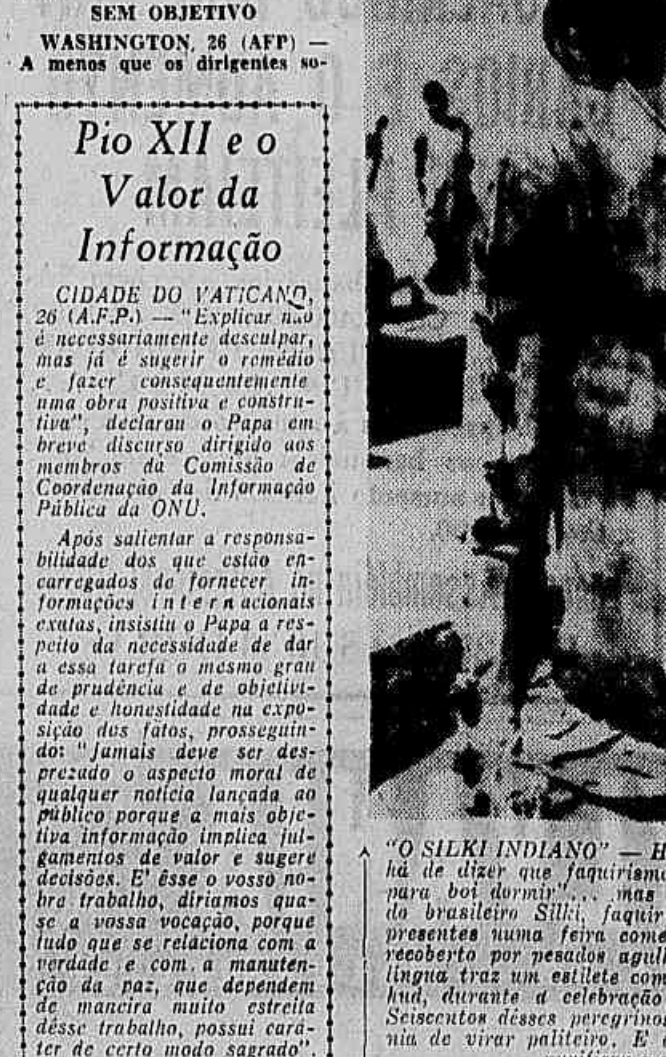 SEM OBJETIVO
WASHINGTON, 26 (AFP) —
A menos que os dirigentes so-
Pio XII e o
Valor da
Informação
CIDADE DO VATICANO,
26 (A.F.P.) — "Explicar não
é necessariamente desculpar,
mas já é sugerir o remédio
e fazer consequentemente
uma obra positiva e constru-
tiva", declarou o Papa em
breve discurso dirigido aos
membros da Comissão de
Coordenação da Informação
Pública da ONU.
Após salientar a responsa-
bilidade dos que estão en-
carregados de fornecer in-
formações internacionais
exatas, insistiu o Papa a res-
peito da necessidade de dar
a essa tarefa o mesmo grau
de prudência e de objetivi-
dade e honestidade na expo-
sição dos fatos, prosseguin-
do: "Jamais deve ser des-
prezado o aspecto moral de
qualquer notícia lançada ao
público porque a mais obje-
tiva informação implica jul-
gamentos de valor e sugere
decisões. E' êsse o vosso no-
bre trabalho, diríamos qua-
se a vossa vocação, porque
tudo que se relaciona com a
verdade e com a manuten-
ção da paz, que dependem
de maneira muito estreita
dêsse trabalho, possui cará-
ter de certo modo sagrado".
"O SILKI INDIANO" — H
há de dizer que faquirismo
para boi dormir"... mas
do brasileiro Silki, faquir
presentes numa feira come
recoberto por pesados agulh
língua traz um estilete com
hud, durante a celebração
Seiscentos dêsses peregrinos
nia de virar paliteiro. E